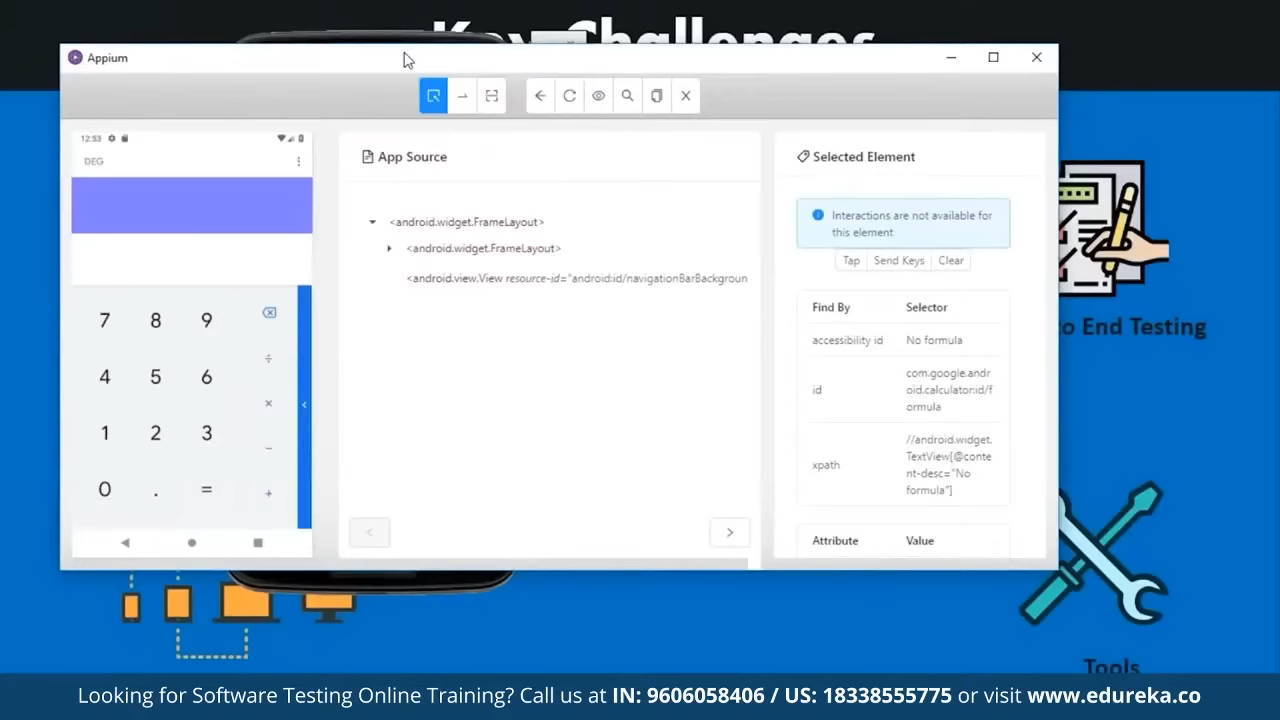 Key Challenges
Appium
12:53
DEG
7 8 9
÷
4 5 6
×
1 2 3
−
0 . =
+
App Source
<android.widget.FrameLayout>
<android.widget.FrameLayout>
<android.view.View resource-id="android:id/navigationBarBackgroun
Selected Element
Interactions are not available for
this element
Tap Send Keys Clear
Find By Selector
accessibility id No formula
id
com.google.andr
oid.calculator:id/f
ormula
xpath
//android.widget.
TextView[@conte
nt-desc="No
formula"]
Attribute Value
to End Testing
Tools
Looking for Software Testing Online Training? Call us at IN: 9606058406 / US: 18338555775 or visit www.edureka.co